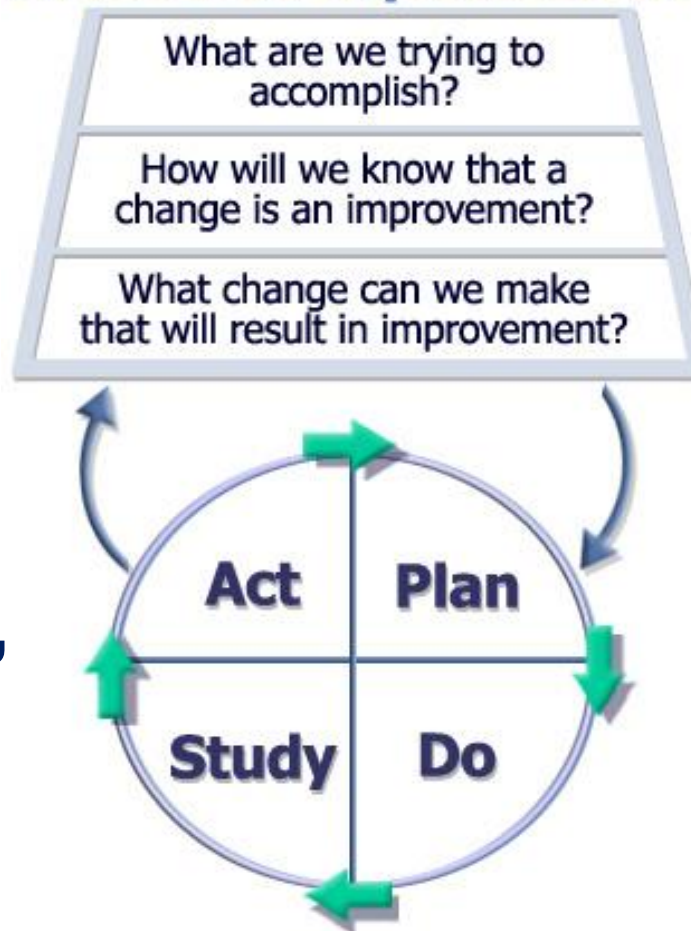 What are we trying to
accomplish?
How will we know that a
change is an improvement?
What change can we make
that will result in improvement?
Act
Plan
Study
Do